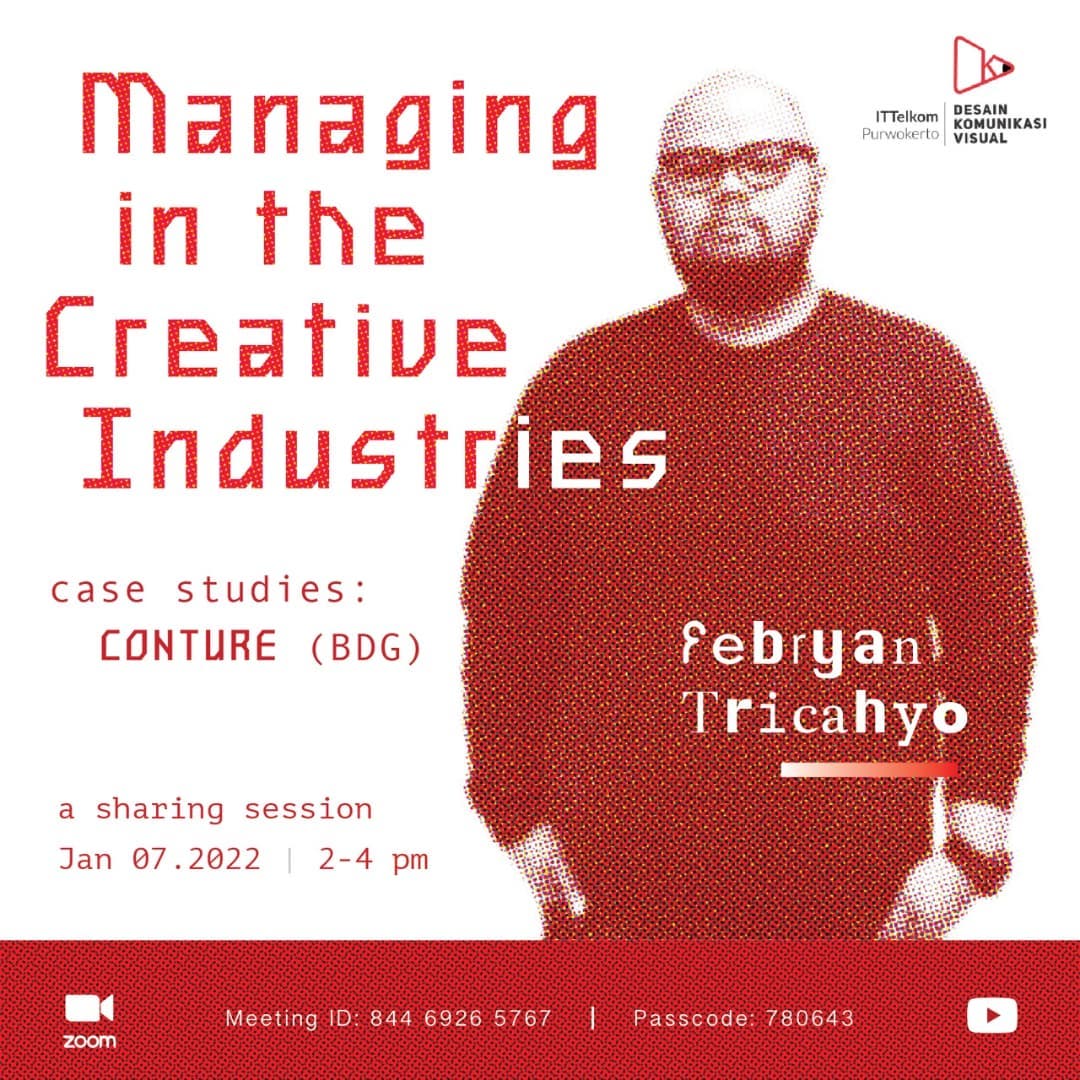 Managing
in the
Creative
Industries
ITTelkom
Purwokerto
DESAIN
KOMUNIKASI
VISUAL
case studies:
CONTURE (BDG)
Febryan
Tricahyo
a sharing session
Jan 07.2022 | 2-4 pm
zoom
Meeting ID: 844 6926 5767 | Passcode: 780643